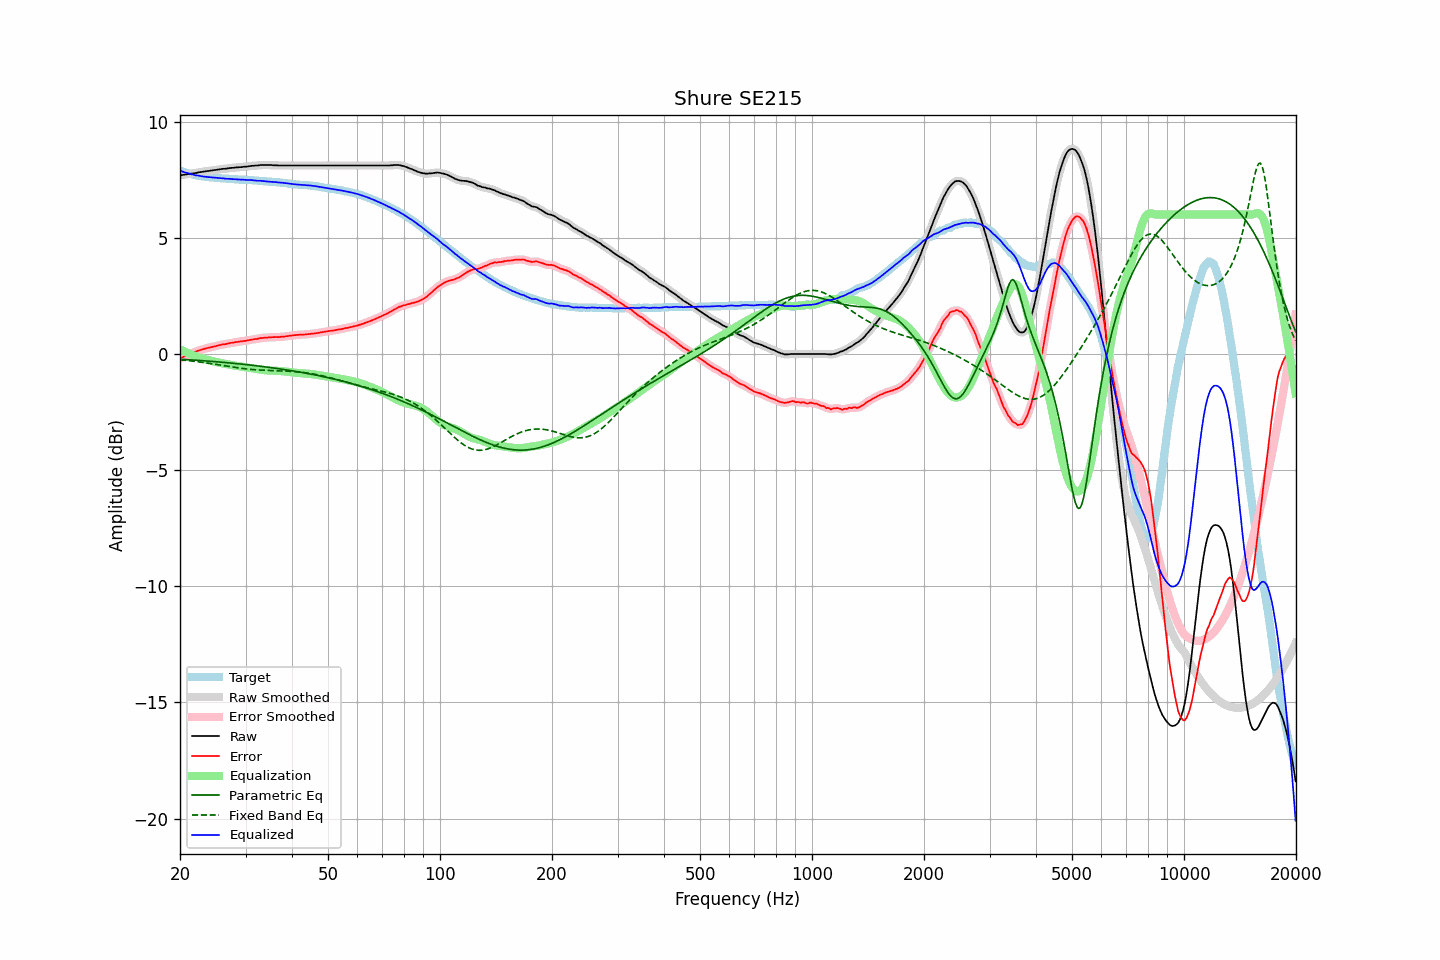 Shure SE215
10
5
0
−5
−10
−15
−20
Amplitude (dBr)
Target
Raw Smoothed
Error Smoothed
Raw
Error
Equalization
Parametric Eq
Fixed Band Eq
Equalized
20
50
100
200
500
1000
2000
5000
10000
20000
Frequency (Hz)